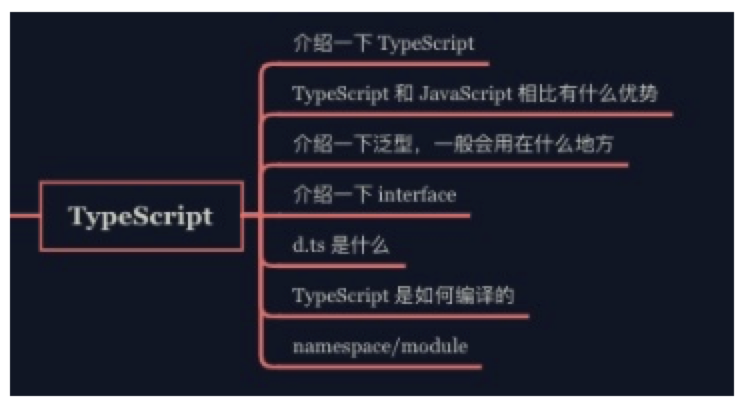 介绍一下 TypeScript
TypeScript 和 JavaScript 相比有什么优势
介绍一下泛型，一般会用在什么地方
介绍一下 interface
TypeScript
d.ts 是什么
TypeScript 是如何编译的
namespace/module